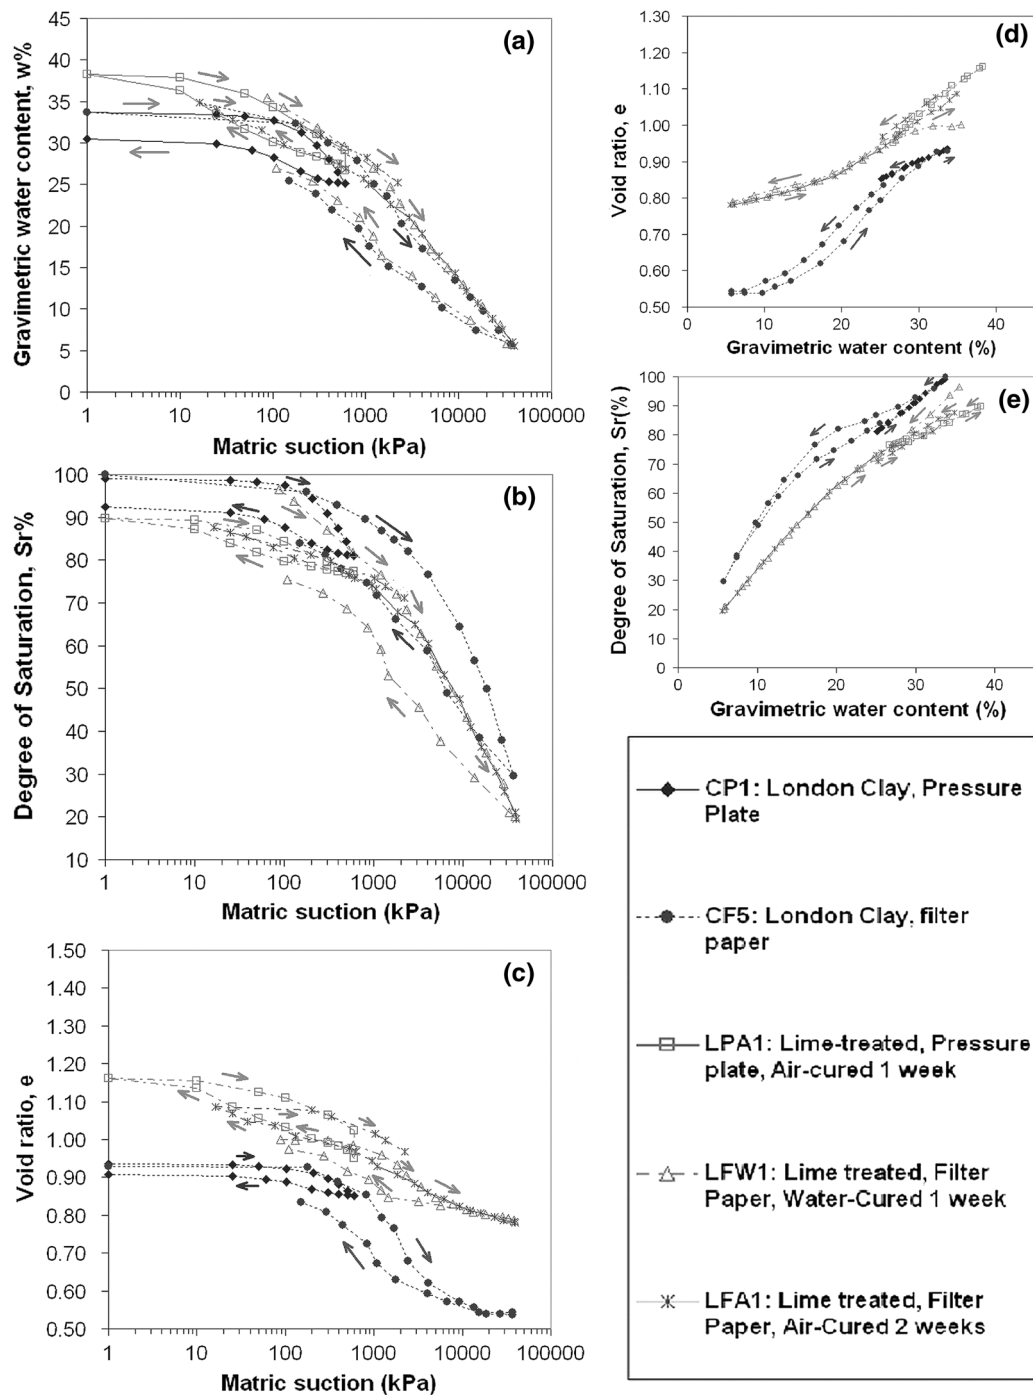 (a)
Gravimetric water content, w%
45
40
35
30
25
20
15
10
5
0
1 10 100 1000 10000 100000
Matric suction (kPa)
(b)
Degree of Saturation, Sr%
100
90
80
70
60
50
40
30
20
10
1 10 100 1000 10000 100000
Matric suction (kPa)
(c)
Void ratio, e
1.50
1.40
1.30
1.20
1.10
1.00
0.90
0.80
0.70
0.60
0.50
1 10 100 1000 10000 100000
Matric suction (kPa)
(d)
Void ratio, e
1.30
1.20
1.10
1.00
0.90
0.80
0.70
0.60
0.50
0 10 20 30 40
Gravimetric water content (%)
(e)
Degree of Saturation, Sr(%)
100
90
80
70
60
50
40
30
20
10
0
0 10 20 30 40
Gravimetric water content (%)
CP1: London Clay, Pressure
Plate
CF5: London Clay, filter
paper
LPA1: Lime-treated, Pressure
plate, Air-cured 1 week
LFW1: Lime treated, Filter
Paper, Water-Cured 1 week
LFA1: Lime treated, Filter
Paper, Air-Cured 2 weeks